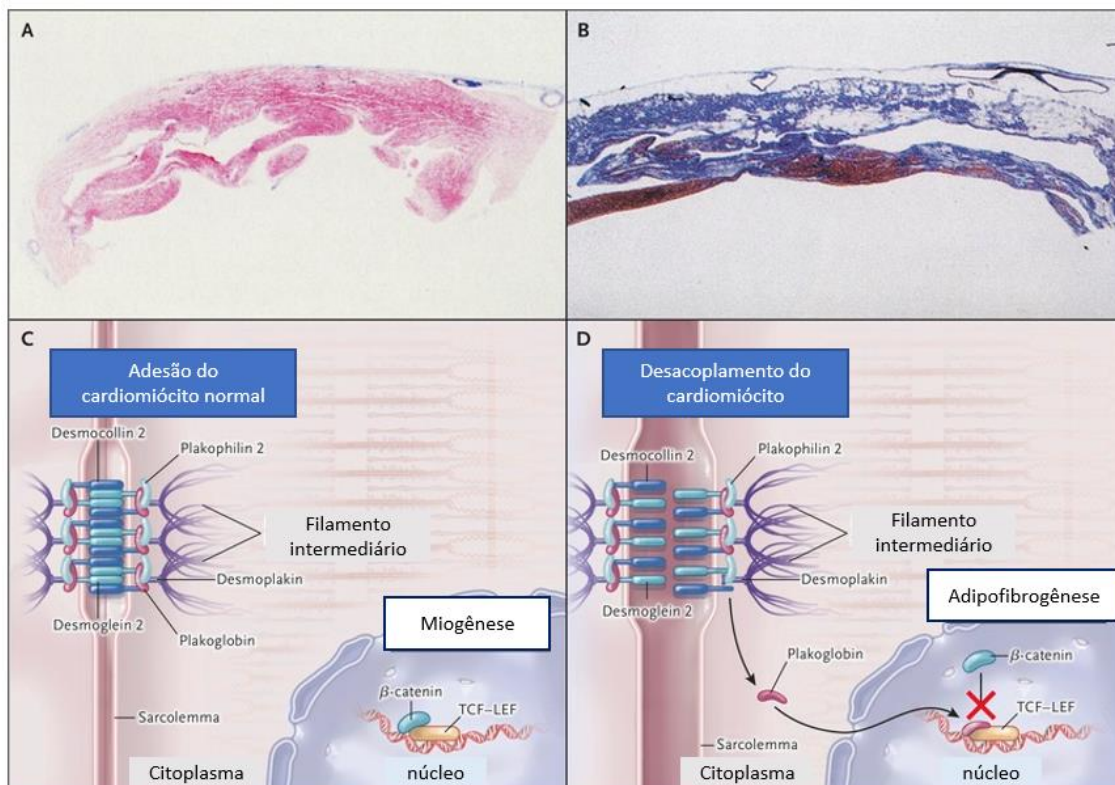 A
B
C
Adesão do
cardiomiócito normal
Desmocollin 2
Plakophilin 2
Filamento
intermediário
Desmoplakin
Desmoglein 2
Plakoglobin
Miogênese
β-catenin
TCF–LEF
Sarcolemma
Citoplasma
núcleo
D
Desacoplamento do
cardiomiócito
Desmocollin 2
Plakophilin 2
Filamento
intermediário
Desmoplakin
Desmoglein 2
Adipofibrogênese
Plakoglobin
β-catenin
TCF–LEF
Sarcolemma
Citoplasma
núcleo